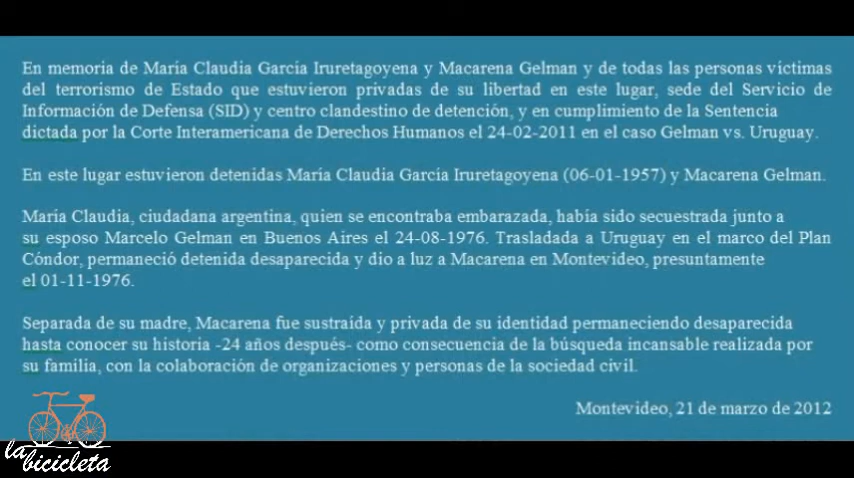 En memoria de María Claudia García Iruretagoyena y Macarena Gelman y de todas las personas víctimas
del terrorismo de Estado que estuvieron privadas de su libertad en este lugar, sede del Servicio de
Información de Defensa (SID) y centro clandestino de detención, y en cumplimiento de la Sentencia
dictada por la Corte Interamericana de Derechos Humanos el 24-02-2011 en el caso Gelman vs. Uruguay.
En este lugar estuvieron detenidas María Claudia García Iruretagoyena (06-01-1957) y Macarena Gelman.
María Claudia, ciudadana argentina, quien se encontraba embarazada, había sido secuestrada junto a
su esposo Marcelo Gelman en Buenos Aires el 24-08-1976. Trasladada a Uruguay en el marco del Plan
Cóndor, permaneció detenida desaparecida y dio a luz a Macarena en Montevideo, presuntamente
el 01-11-1976.
Separada de su madre, Macarena fue sustraída y privada de su identidad permaneciendo desaparecida
hasta conocer su historia -24 años después- como consecuencia de la búsqueda incansable realizada por
su familia, con la colaboración de organizaciones y personas de la sociedad civil.
Montevideo, 21 de marzo de 2012
la
bicicleta